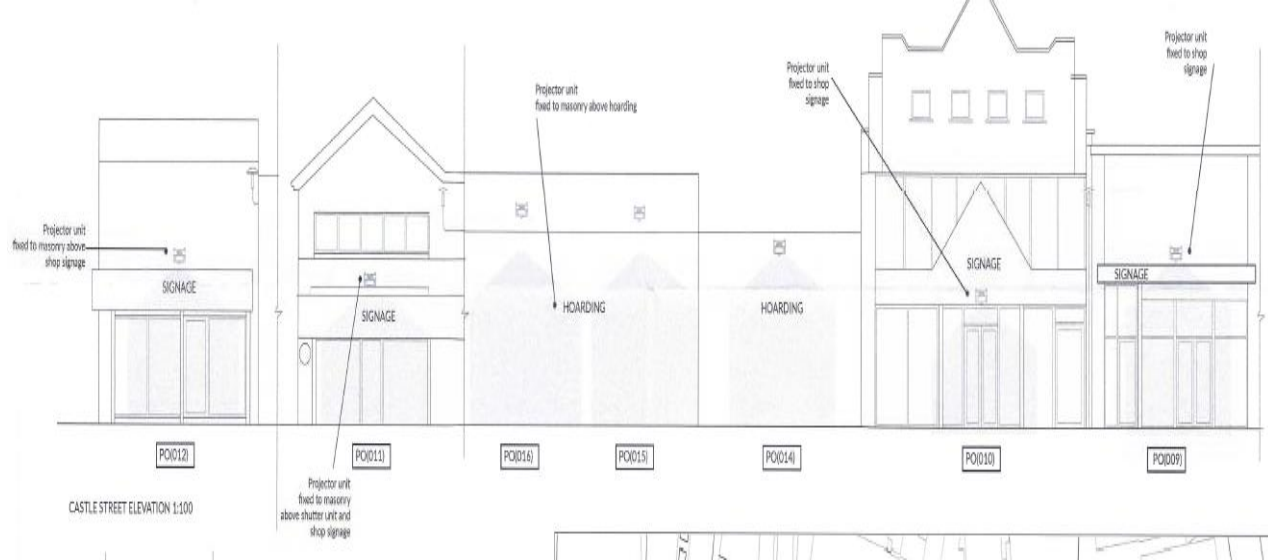 Projector unit
fixed to shop
signage
Projector unit
fixed to shop
signage
Projector unit
fixed to masonry above hoarding
Projector unit
fixed to masonry above
shop signage
SIGNAGE
SIGNAGE
SIGNAGE
SIGNAGE
HOARDING
HOARDING
PO(012)
PO(011)
PO(016)
PO(015)
PO(014)
PO(010)
PO(009)
Projector unit
fixed to masonry
above shutter unit and
shop signage
CASTLE STREET ELEVATION 1:100